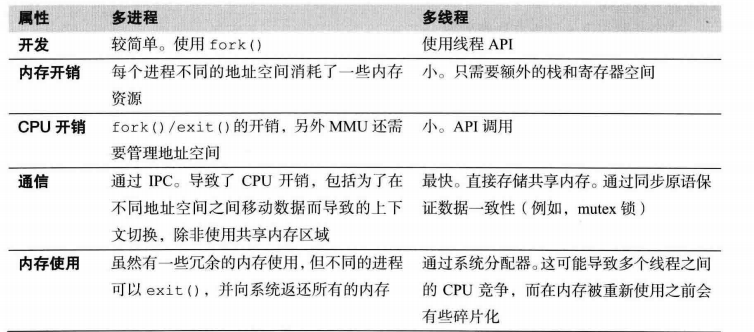 属性 多进程 多线程
开发 较简单。使用 fork() 使用线程 API
内存开销 每个进程不同的地址空间消耗了一些内存 小。只需要额外的栈和寄存器空间
资源
CPU 开销 fork()/exit()的开销，另外 MMU 还需 小。API 调用
要管理地址空间
通信 通过 IPC。导致了 CPU 开销，包括为了在 最快。直接存储共享内存。通过同步原语保
不同地址空间之间移动数据而导致的上下 证数据一致性（例如，mutex 锁）
文切换，除非使用共享内存区域
内存使用 虽然有一些冗余的内存使用，但不同的进程 通过系统分配器。这可能导致多个线程之间
可以 exit()，并向系统返还所有的内存 的 CPU 竞争，而在内存被重新使用之前会
有些碎片化